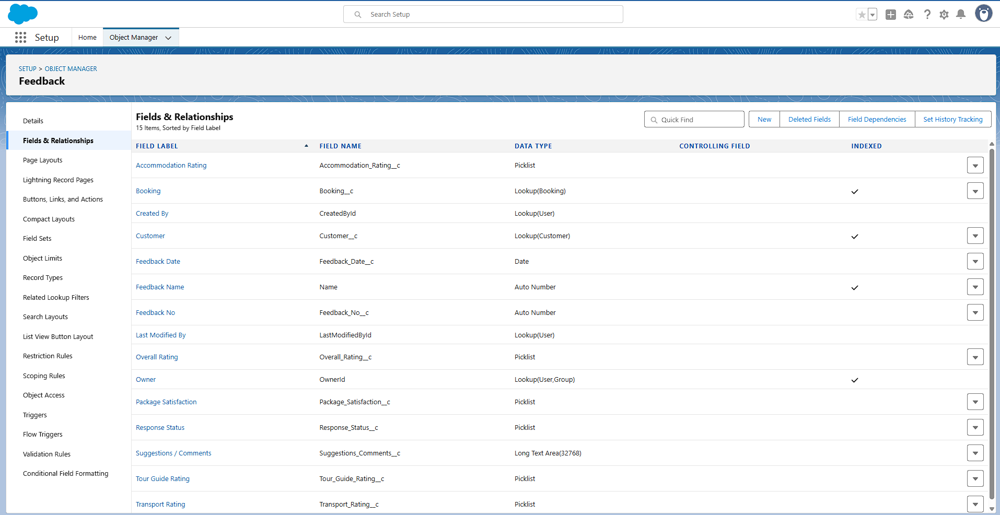 Search Setup
Setup
Home
Object Manager
SETUP > OBJECT MANAGER
Feedback
Details
Fields & Relationships
Page Layouts
Lightning Record Pages
Buttons, Links, and Actions
Compact Layouts
Field Sets
Object Limits
Record Types
Related Lookup Filters
Search Layouts
List View Button Layout
Restriction Rules
Scoping Rules
Object Access
Triggers
Flow Triggers
Validation Rules
Conditional Field Formatting
Fields & Relationships
15 Items, Sorted by Field Label
Quick Find
New
Deleted Fields
Field Dependencies
Set History Tracking
FIELD LABEL FIELD NAME DATA TYPE CONTROLLING FIELD INDEXED
Accommodation Rating Accommodation_Rating__c Picklist
Booking Booking__c Lookup(Booking)
Created By CreatedById Lookup(User)
Customer Customer__c Lookup(Customer)
Feedback Date Feedback_Date__c Date
Feedback Name Name Auto Number
Feedback No Feedback_No__c Auto Number
Last Modified By LastModifiedById Lookup(User)
Overall Rating Overall_Rating__c Picklist
Owner OwnerId Lookup(User,Group)
Package Satisfaction Package_Satisfaction__c Picklist
Response Status Response_Status__c Picklist
Suggestions / Comments Suggestions_Comments__c Long Text Area(32768)
Tour Guide Rating Tour_Guide_Rating__c Picklist
Transport Rating Transport_Rating__c Picklist